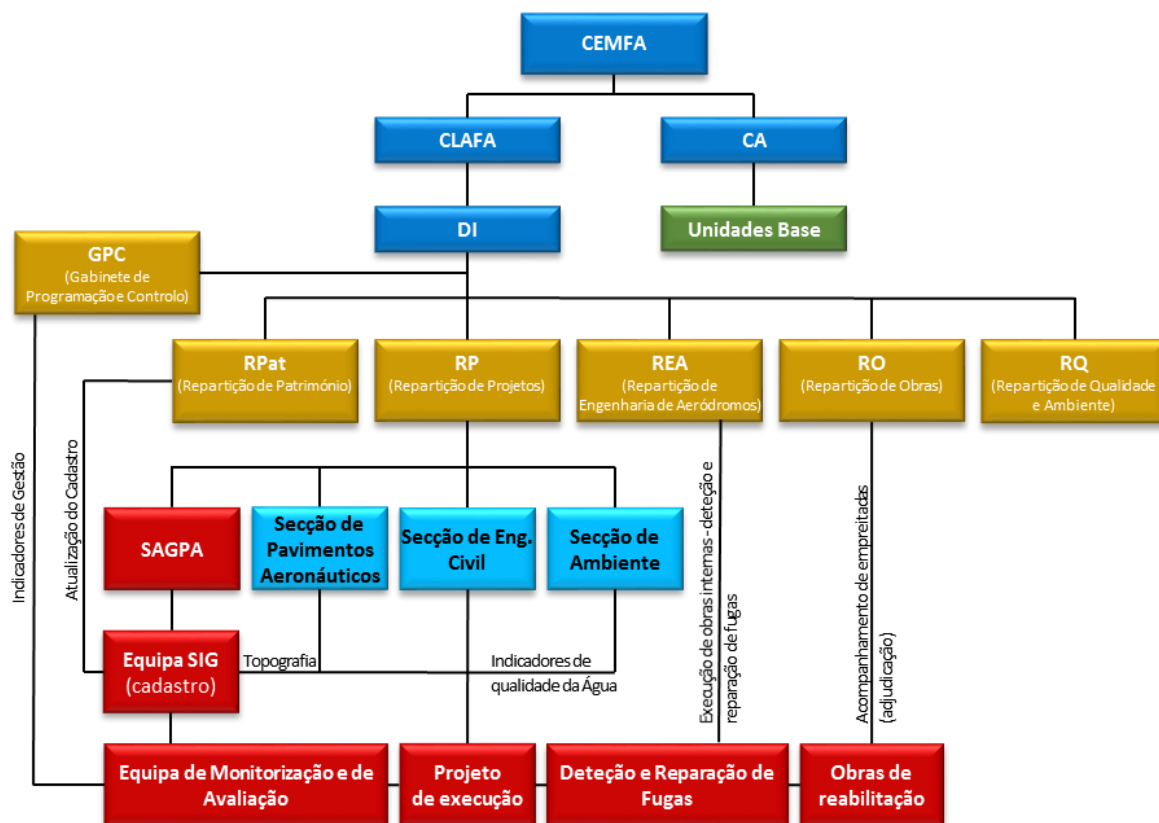 CEMFA
CLAFA
CA
DI
Unidades Base
GPC
(Gabinete de
Programação e Controlo)
RPat
(Repartição de Património)
RP
(Repartição de Projetos)
REA
(Repartição de
Engenharia de Aeródromos)
RO
(Repartição de Obras)
RQ
(Repartição de Qualidade
e Ambiente)
Indicadores de Gestão
Atualização do Cadastro
SAGPA
Secção de
Pavimentos
Aeronáuticos
Secção de Eng.
Civil
Secção de
Ambiente
Execução de obras internas - deteção e
reparação de fugas
Acompanhamento de empreitadas
(adjudicação)
Equipa SIG
(cadastro)
Topografia
Indicadores de
qualidade da Água
Equipa de Monitorização e de
Avaliação
Projeto
de execução
Deteção e Reparação de
Fugas
Obras de
reabilitação